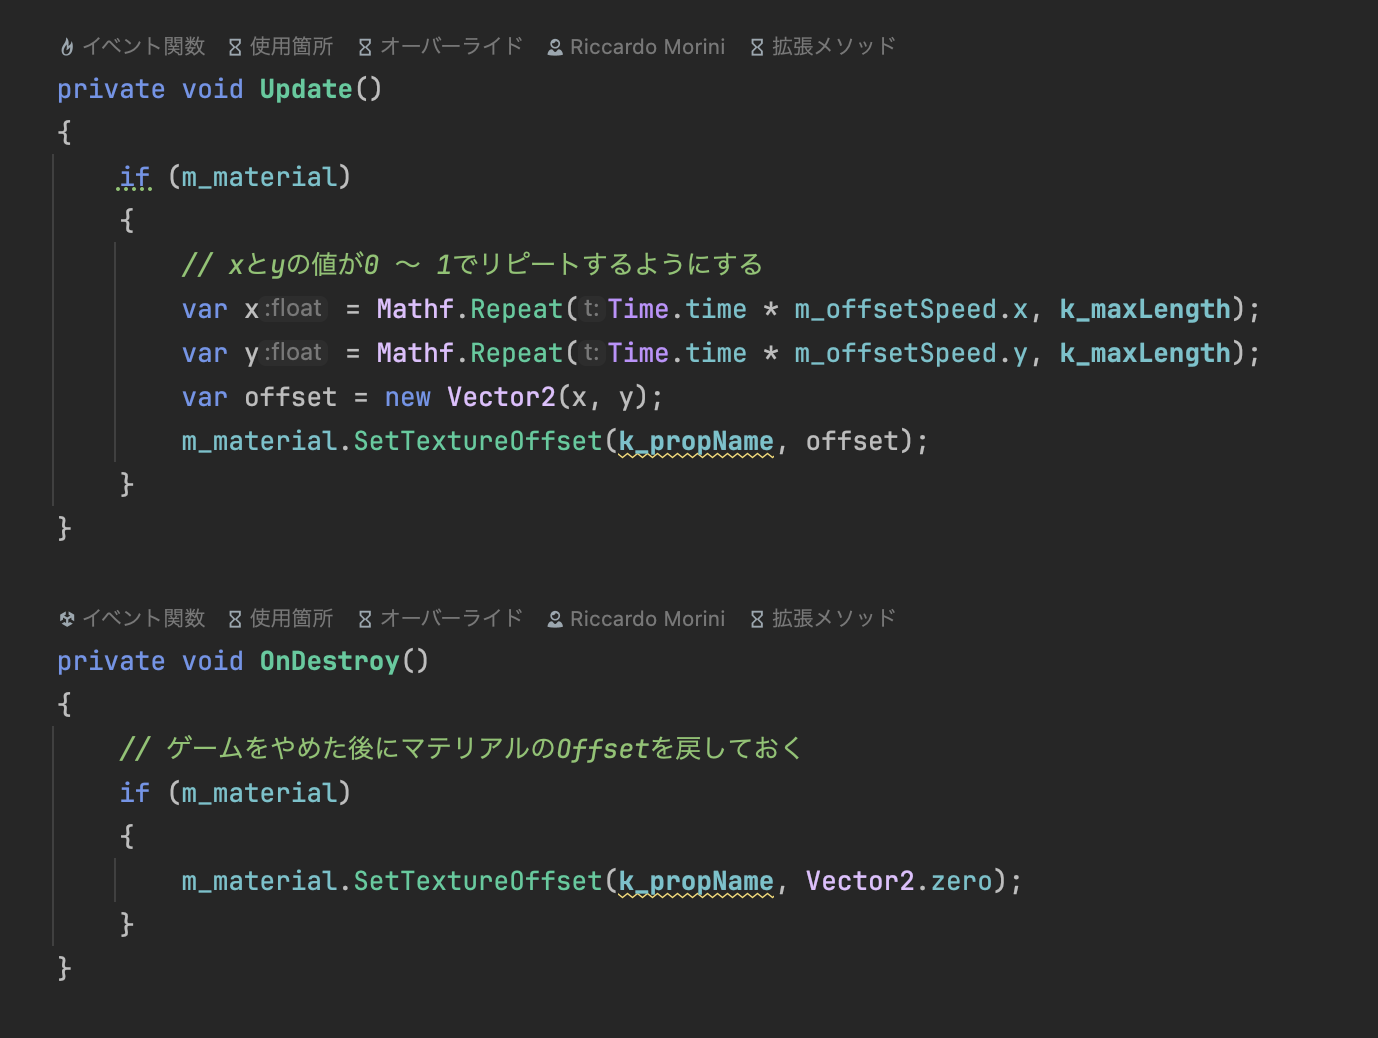 イベント関数 使用箇所 オーバーライド Riccardo Morini 拡張メソッド
private void Update()
{
if (m_material)
{
// xとyの値が0 〜 1でリピートするようにする
var x:float = Mathf.Repeat(t:Time.time * m_offsetSpeed.x, k_maxLength);
var y:float = Mathf.Repeat(t:Time.time * m_offsetSpeed.y, k_maxLength);
var offset = new Vector2(x, y);
m_material.SetTextureOffset(k_propName, offset);
}
}
イベント関数 使用箇所 オーバーライド Riccardo Morini 拡張メソッド
private void OnDestroy()
{
// ゲームをやめた後にマテリアルのOffsetを戻しておく
if (m_material)
{
m_material.SetTextureOffset(k_propName, Vector2.zero);
}
}